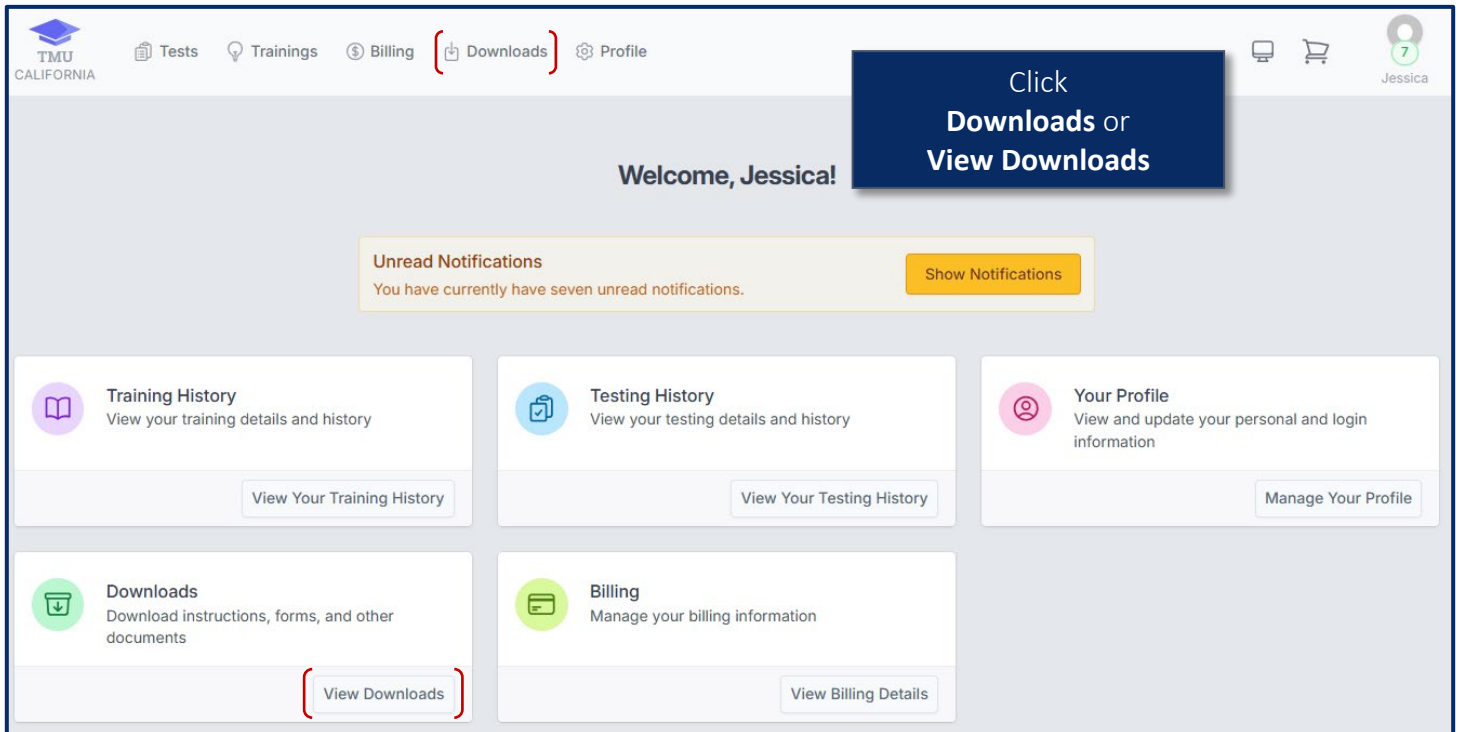 TMU
CALIFORNIA
Tests
Trainings
Billing
Downloads
Profile
7
Jessica
Click
Downloads or
View Downloads
Welcome, Jessica!
Unread Notifications
You have currently have seven unread notifications.
Show Notifications
Training History
View your training details and history
View Your Training History
Testing History
View your testing details and history
View Your Testing History
Your Profile
View and update your personal and login
information
Manage Your Profile
Downloads
Download instructions, forms, and other
documents
View Downloads
Billing
Manage your billing information
View Billing Details